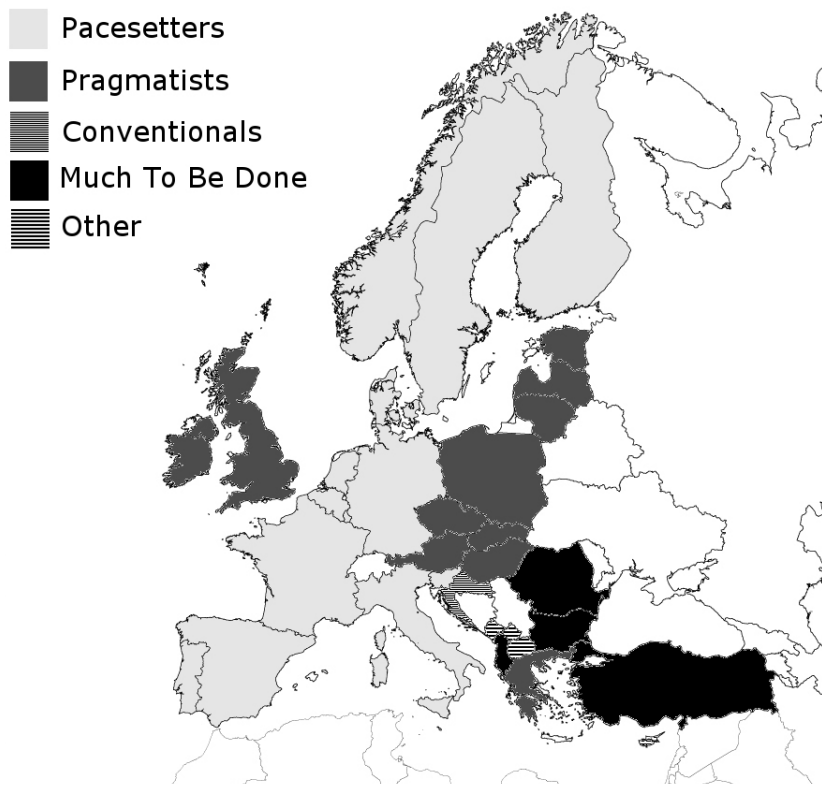 Pacesetters
Pragmatists
Conventionals
Much To Be Done
Other